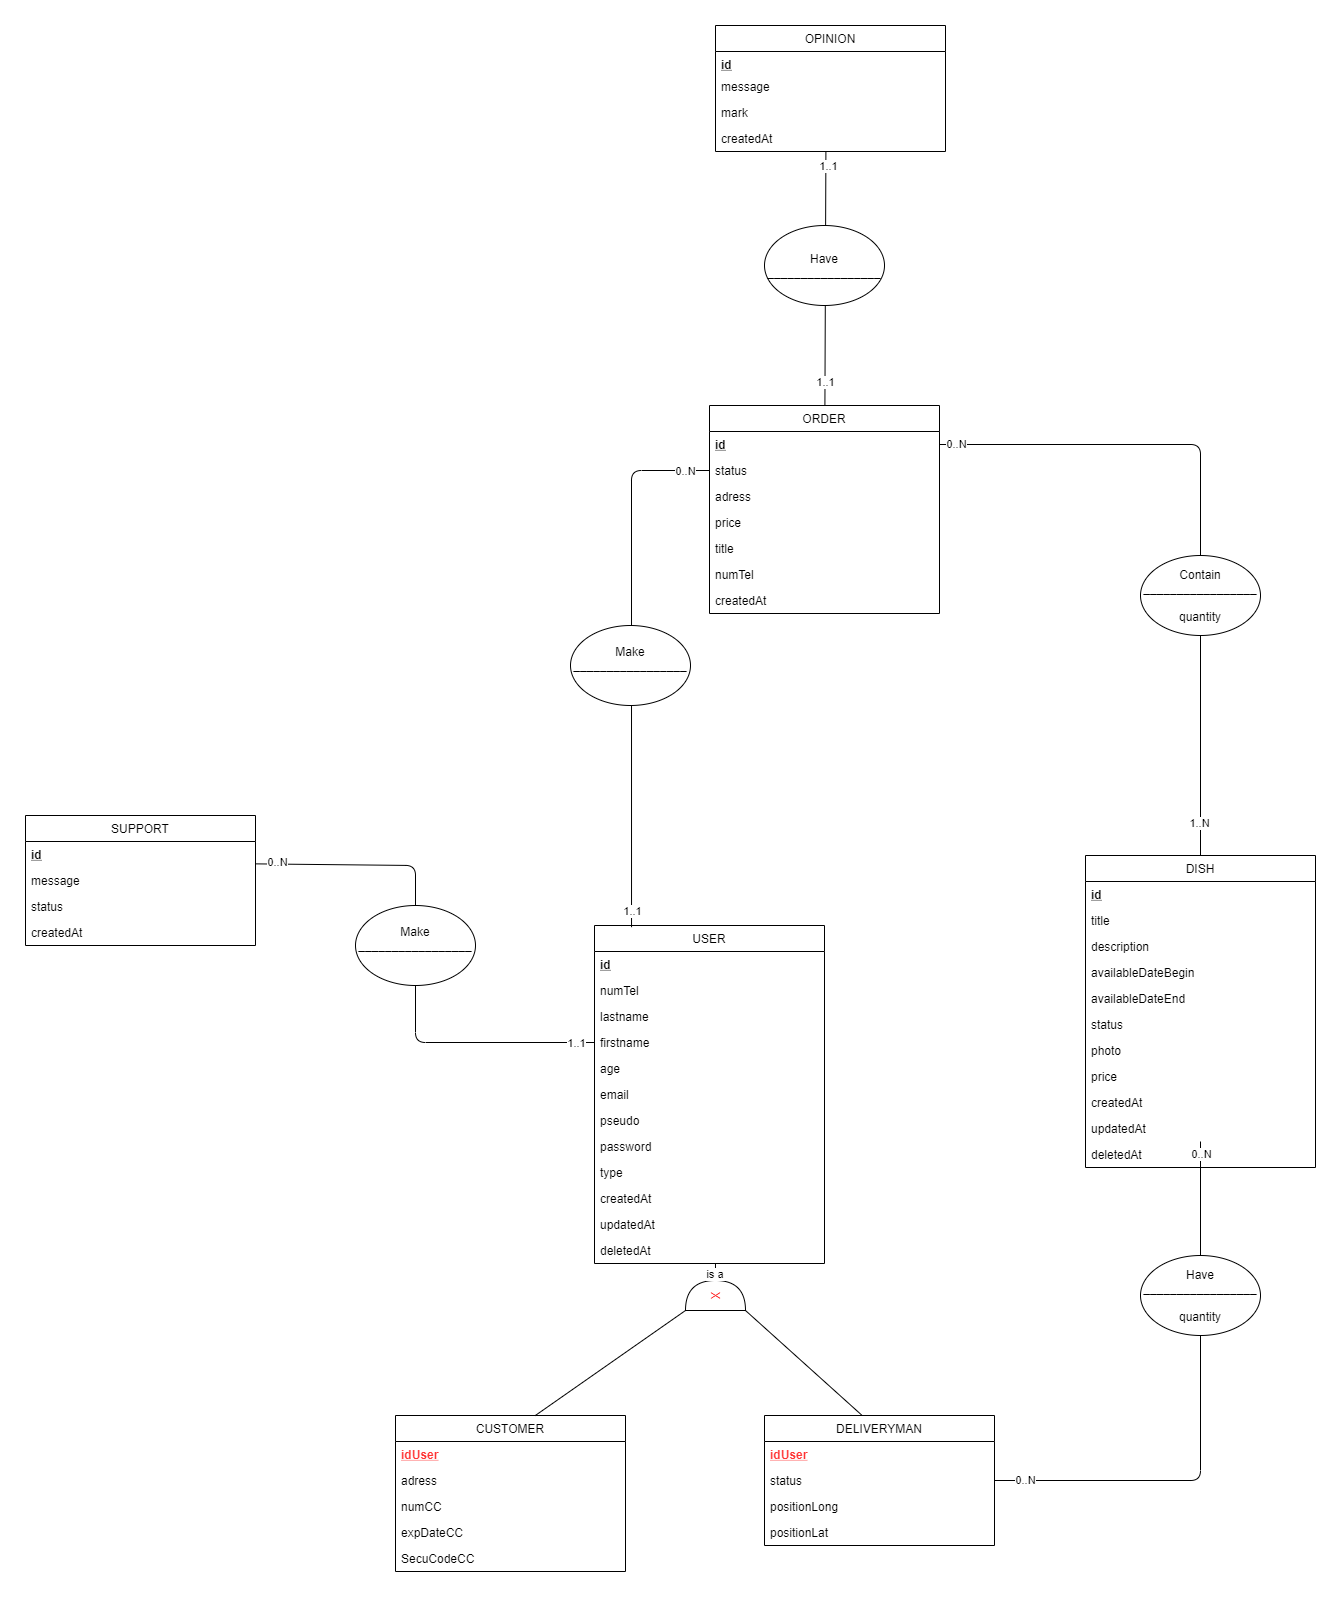 OPINION
id
message
mark
createdAt
1..1
Have
1..1
ORDER
id
status
adress
price
title
numTel
createdAt
0..N
0..N
Contain
quantity
Make
1..N
1..1
SUPPORT
id
message
status
createdAt
0..N
Make
1..1
USER
id
numTel
lastname
firstname
age
email
pseudo
password
type
createdAt
updatedAt
deletedAt
DISH
id
title
description
availableDateBegin
availableDateEnd
status
photo
price
createdAt
updatedAt
deletedAt
0..N
is a
X
Have
quantity
CUSTOMER
idUser
adress
numCC
expDateCC
SecuCodeCC
DELIVERYMAN
idUser
status
positionLong
positionLat
0..N